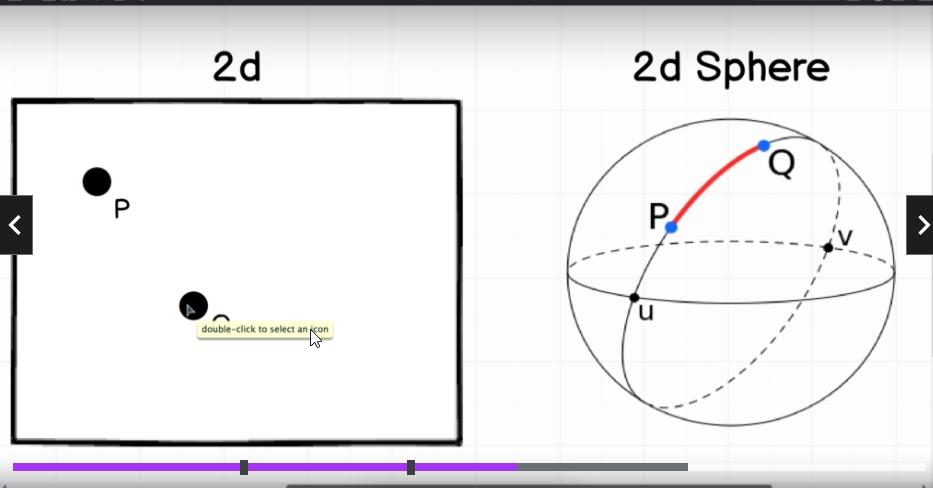 2d
2d Sphere
P
double-click to select an icon
Q
P
v
u